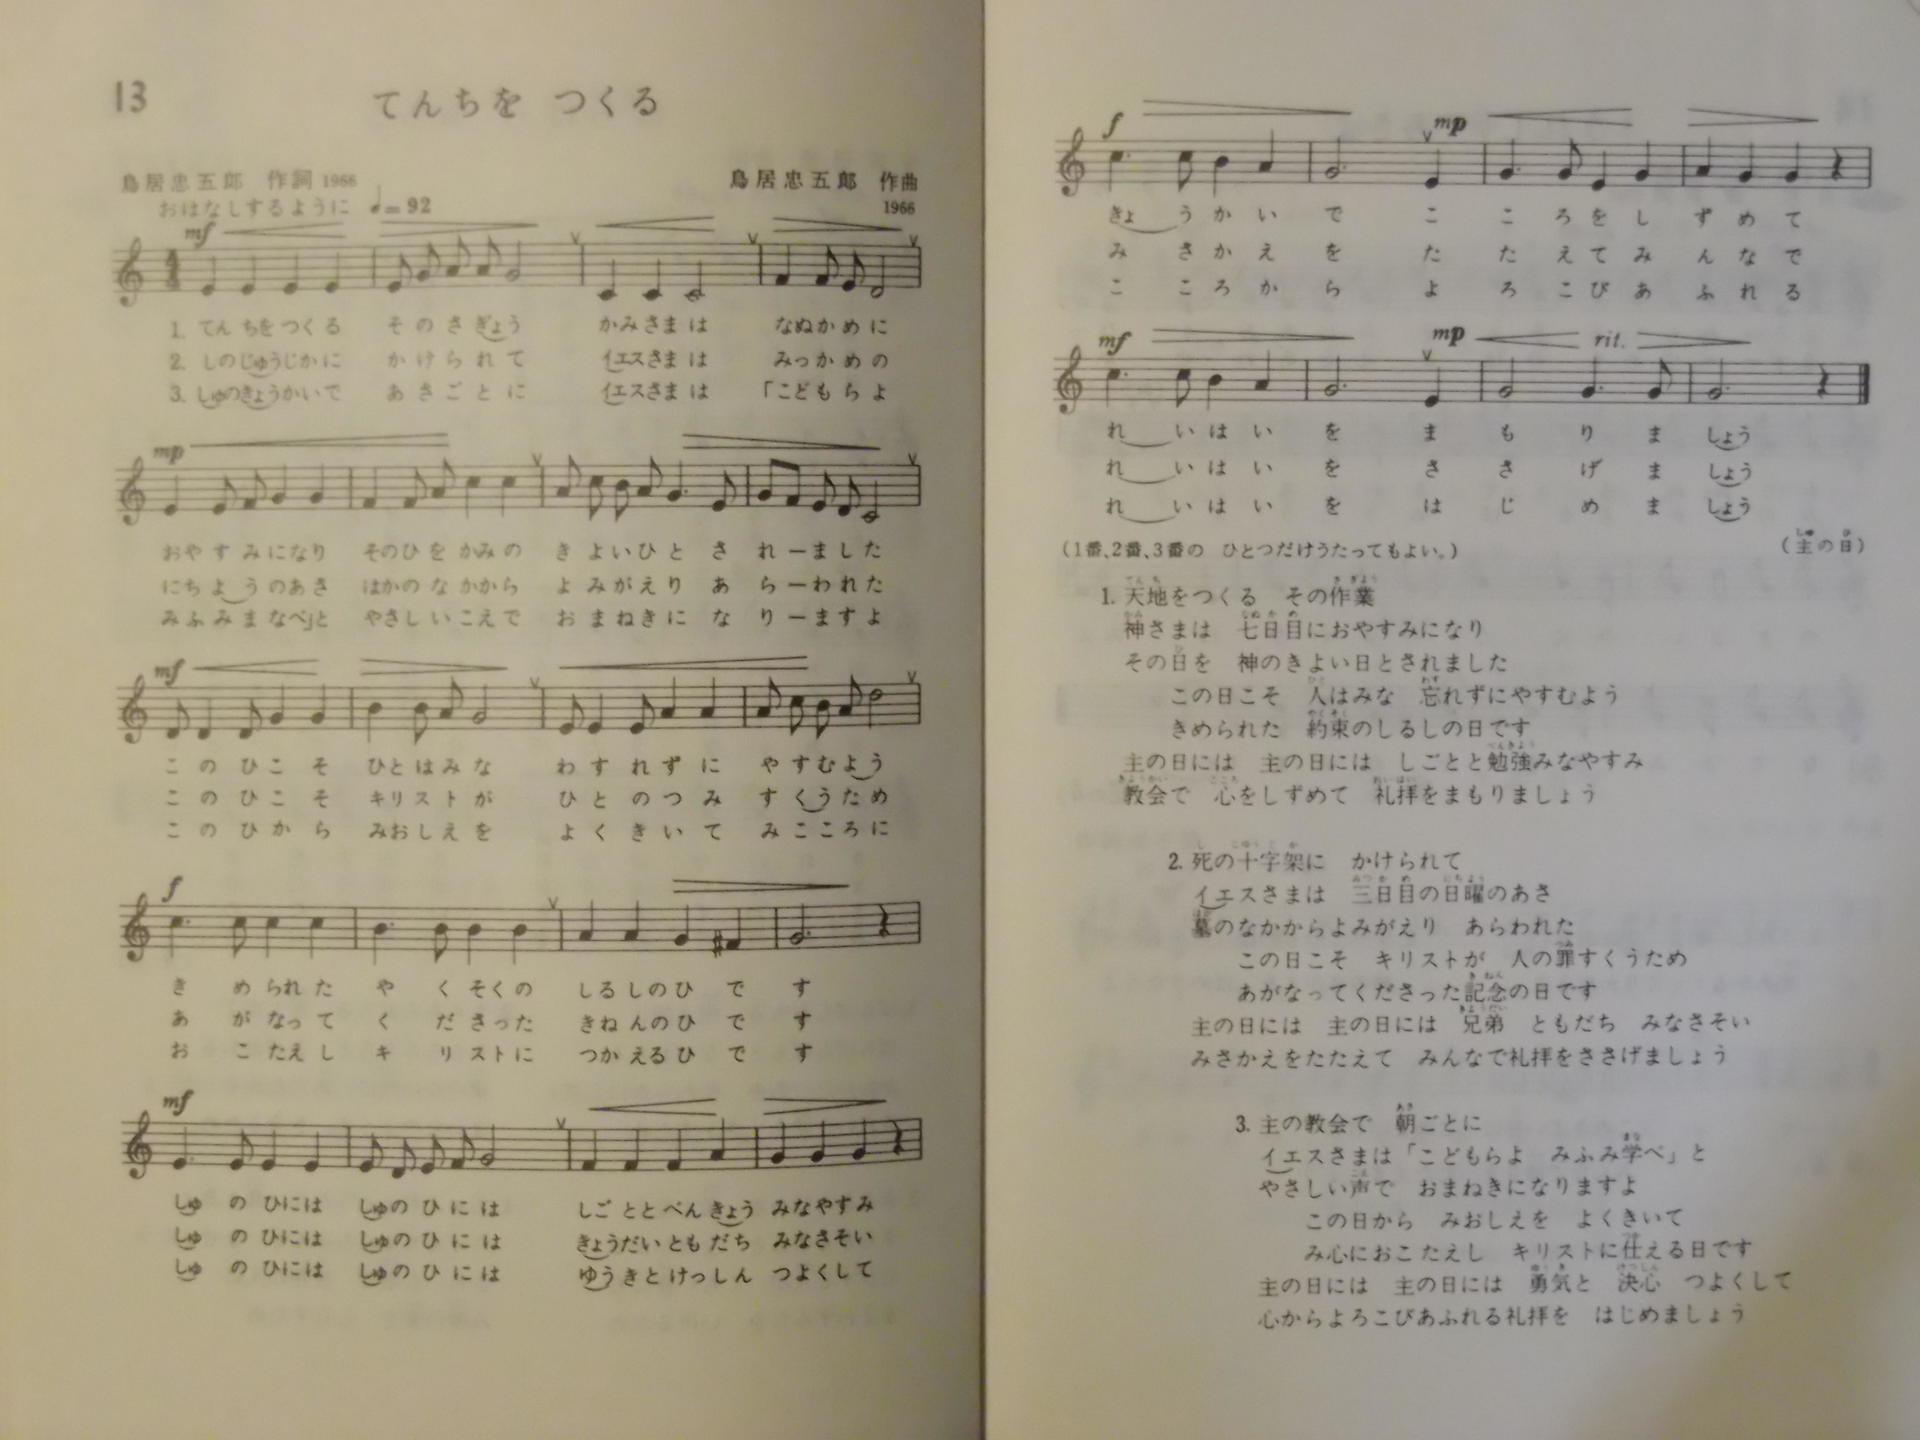 13
てんちを つくる
鳥居忠五郎 作詞 1966
鳥居忠五郎 作曲
1966
おはなしするように ♩= 92
mf
1. てんちをつくる そのさぎょう かみさまは なぬかめに
2. しのじゅうじかに かけられて イエスさまは みっかめの
3. しゅのきょうかいで あさごとに イエスさまは 「こどもらよ
mp
おやすみになり そのひをかみの きよいひとされーました
にちようのあさ はかのなかから よみがえりあらーわれた
みふみまなべ」と やさしいこえで おまねきになりーますよ
mf
このひこそ ひとはみな わすれずに やすむよう
このひこそ キリストが ひとのつみ すくうため
このひから みおしえを よくきいて みこころに
f
きめられた やくそくの しるしのひです
あがなって くださった きねんのひです
おこたえし キリストに つかえるひです
mf
しゅのひには しゅのひには しごととべんきょう みなやすみ
しゅのひには しゅのひには きょうだいともだち みなさそい
しゅのひには しゅのひには ゆうきとけっしん つよくして
f mp
きょうかいで こころをしずめて
みさかえを たたえてみんなで
こころから よろこびあふれる
mf mp rit.
れいはいを まもりましょう
れいはいを ささげましょう
れいはいを はじめましょう
(1番、2番、3番の ひとつだけうたってもよい。)
(主の日)
1. 天地をつくる その作業
神さまは 七日目におやすみになり
その日を 神のきよい日とされました
この日こそ 人はみな 忘れずにやすむよう
きめられた 約束のしるしの日です
主の日には 主の日には しごとと勉強みなやすみ
教会で 心をしずめて 礼拝をまもりましょう
2. 死の十字架に かけられて
イエスさまは 三日目の日曜のあさ
墓のなかからよみがえり あらわれた
この日こそ キリストが 人の罪すくうため
あがなってくださった記念の日です
主の日には 主の日には 兄弟 ともだち みなさそい
みさかえをたたえて みんなで礼拝をささげましょう
3. 主の教会で 朝ごとに
イエスさまは「こどもらよ みふみ学べ」と
やさしい声で おまねきになりますよ
この日から みおしえを よくきいて
み心におこたえし キリストに仕える日です
主の日には 主の日には 勇気と 決心 つよくして
心からよろこびあふれる礼拝を はじめましょう